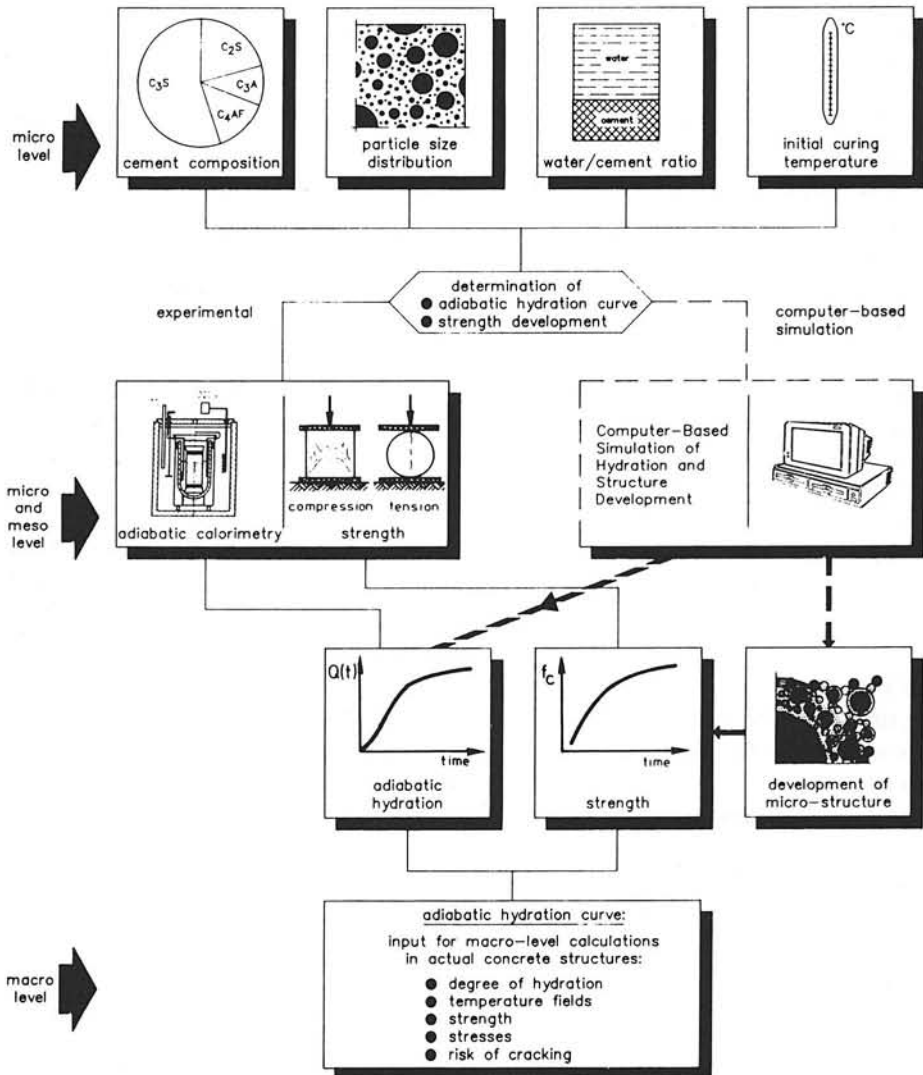 C₂S
C₃S
C₃A
C₄AF
cement composition
particle size
distribution
water
cement
water/cement ratio
°C
initial curing
temperature
micro
level
determination of
● adiabatic hydration curve
● strength development
experimental
computer-based
simulation
micro
and
meso
level
compression
tension
adiabatic calorimetry
strength
Computer-Based
Simulation of
Hydration and
Structure
Development
Q(t)
time
adiabatic
hydration
fc
time
strength
development of
micro-structure
macro
level
adiabatic hydration curve:
input for macro-level calculations
in actual concrete structures:
● degree of hydration
● temperature fields
● strength
● stresses
● risk of cracking